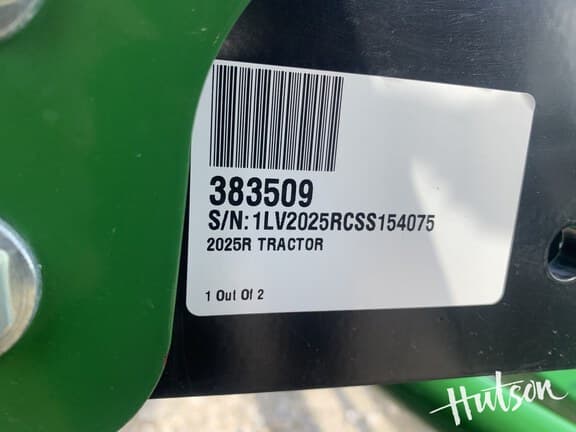 383509
S/N: 1LV2025RCSS154075
2025R TRACTOR
1 Out Of 2
Hutson